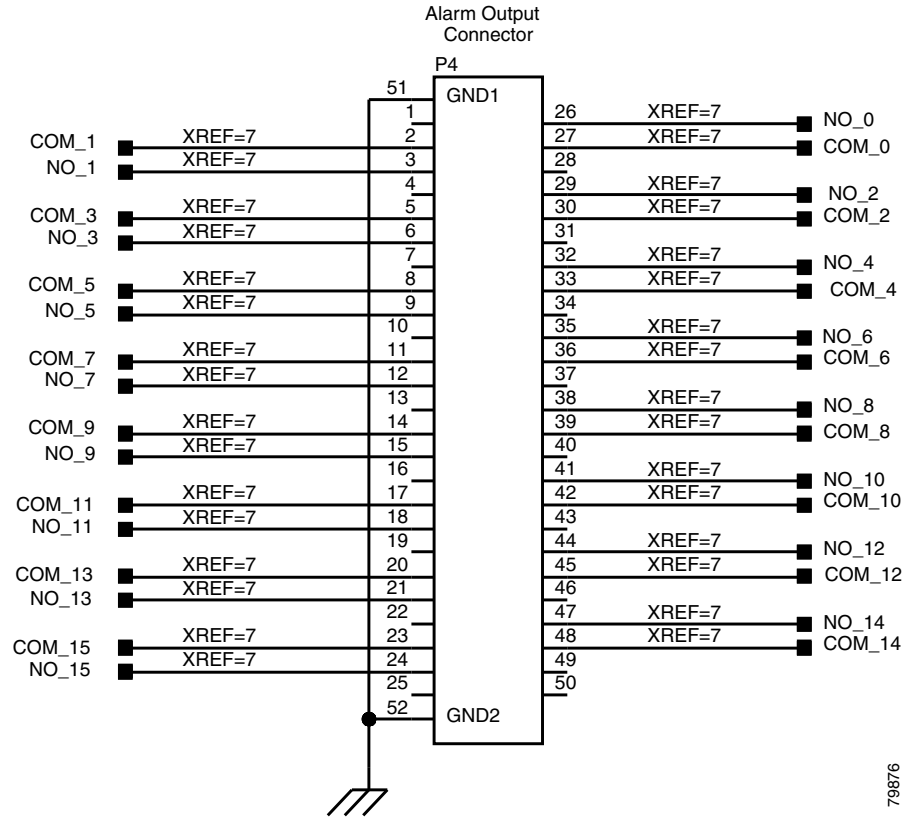 Alarm Output
Connector
P4
51 GND1
1 26 XREF=7 NO_0
COM_1 XREF=7 2 27 XREF=7 COM_0
NO_1 XREF=7 3 28
4 29 XREF=7 NO_2
COM_3 XREF=7 5 30 XREF=7 COM_2
NO_3 XREF=7 6 31
7 32 XREF=7 NO_4
COM_5 XREF=7 8 33 XREF=7 COM_4
NO_5 XREF=7 9 34
10 35 XREF=7 NO_6
COM_7 XREF=7 11 36 XREF=7 COM_6
NO_7 XREF=7 12 37
13 38 XREF=7 NO_8
COM_9 XREF=7 14 39 XREF=7 COM_8
NO_9 XREF=7 15 40
16 41 XREF=7 NO_10
COM_11 XREF=7 17 42 XREF=7 COM_10
NO_11 XREF=7 18 43
19 44 XREF=7 NO_12
COM_13 XREF=7 20 45 XREF=7 COM_12
NO_13 XREF=7 21 46
22 47 XREF=7 NO_14
COM_15 XREF=7 23 48 XREF=7 COM_14
NO_15 XREF=7 24 49
25 50
52 GND2
79876